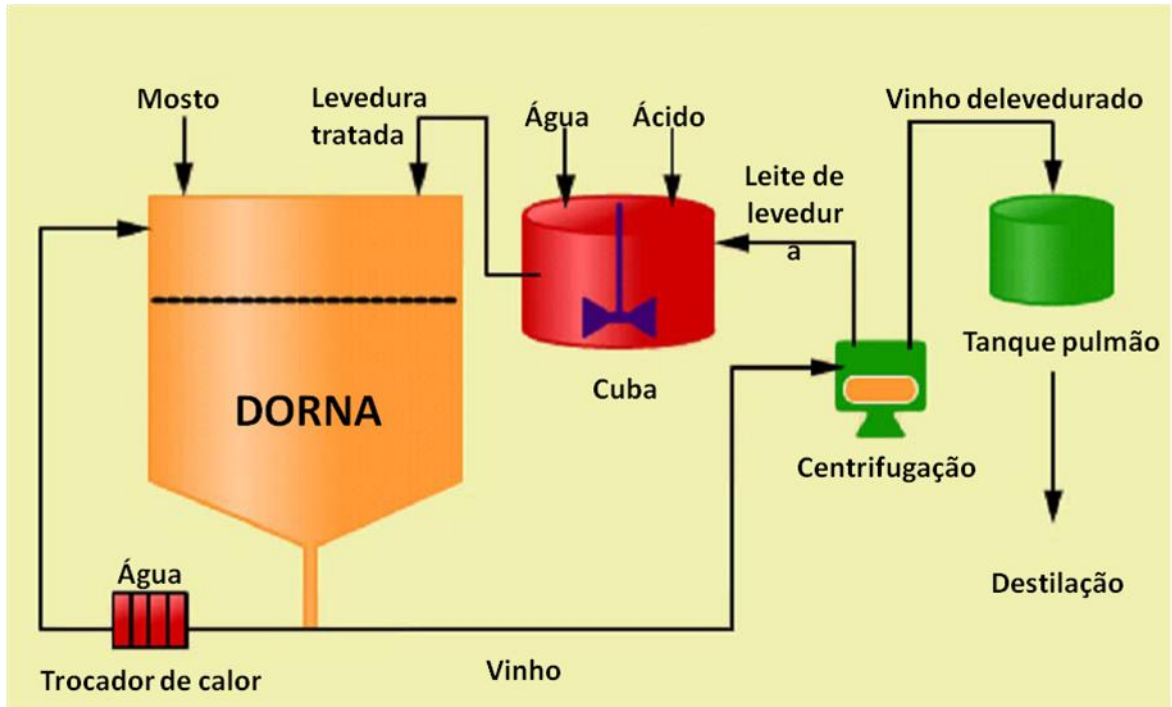 Mosto
Levedura
tratada
Água
Ácido
Vinho delevedurado
Leite de
levedur
a
Tanque pulmão
Cuba
DORNA
Centrifugação
Água
Destilação
Vinho
Trocador de calor